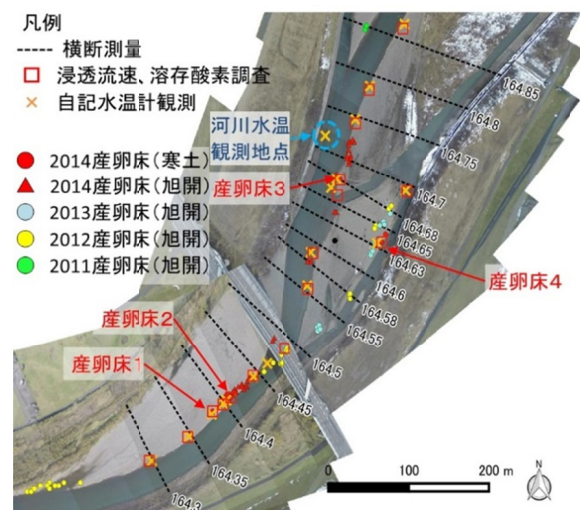 凡例
横断測量
浸透流速、溶存酸素調査
自記水温計観測
2014産卵床(寒土)
2014産卵床(旭開)
2013産卵床(旭開)
2012産卵床(旭開)
2011産卵床(旭開)
河川水温
観測地点
産卵床3
産卵床4
産卵床2
産卵床1
164.85
164.8
164.75
164.7
164.58
164.65
164.63
164.6
164.58
164.55
164.5
164.45
164.4
164.35
164.3
0 100 200 m
N